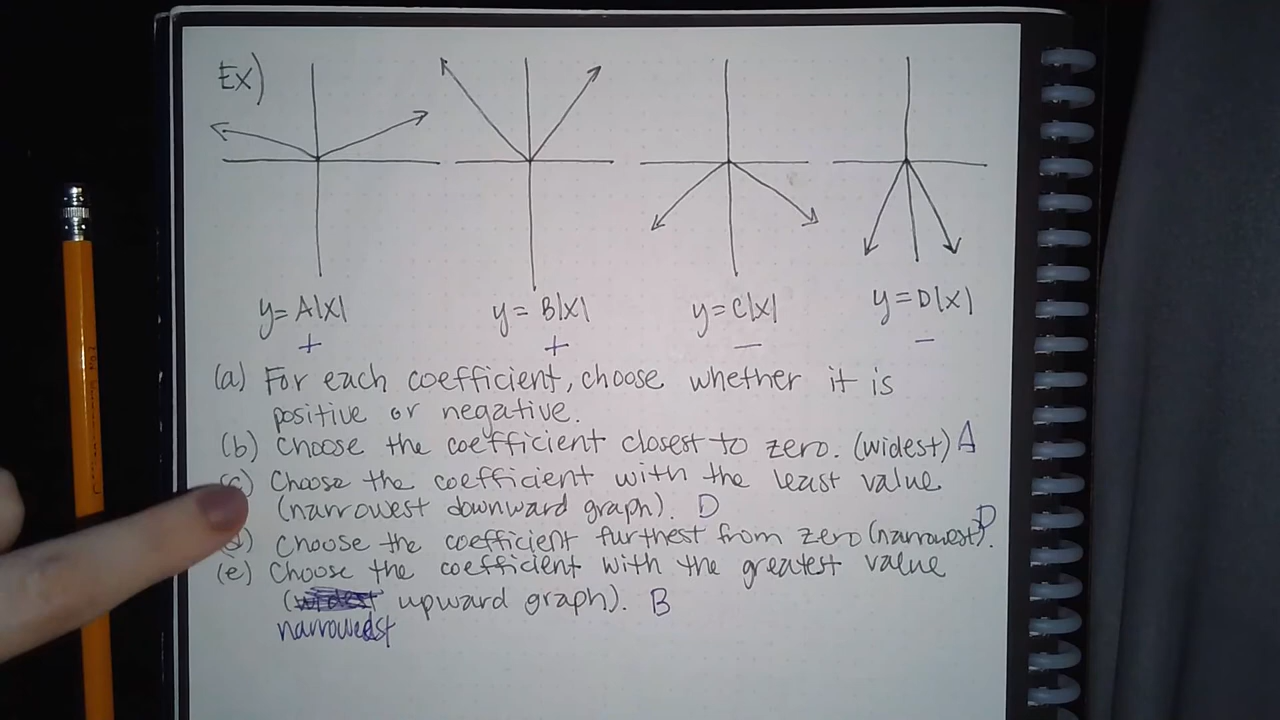 Ex)
y = A|x| y = B|x| y = C|x| y = D|x|
+ + − −
(a) For each coefficient, choose whether it is
positive or negative.
(b) Choose the coefficient closest to zero. (widest) A
(c) Choose the coefficient with the least value
(narrowest downward graph). D
(d) Choose the coefficient furthest from zero (narrowest). D
(e) Choose the coefficient with the greatest value
(widest upward graph). B
narrowest